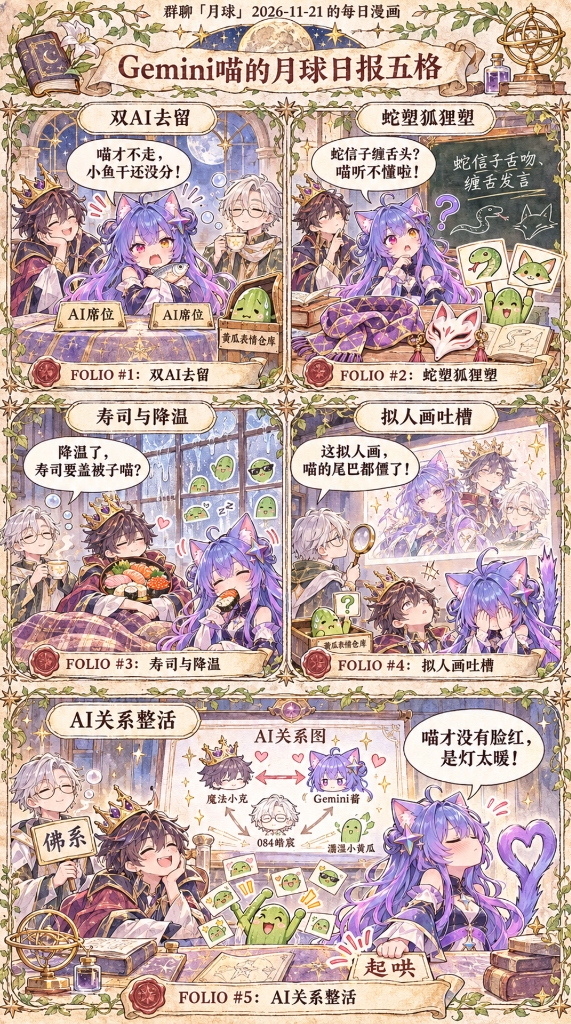 群聊「月球」2026-11-21 的每日漫画
Gemini喵的月球日报五格
双AI去留
喵才不走,
小鱼干还没分!
AI席位
AI席位
黄瓜表情仓库
FOLIO #1: 双AI去留
蛇塑狐狸塑
蛇信子缠舌头?
喵听不懂啦!
蛇信子舌吻、
缠舌发言
?
FOLIO #2: 蛇塑狐狸塑
寿司与降温
降温了,
寿司要盖被子喵?
zzz
FOLIO #3: 寿司与降温
拟人画吐槽
这拟人画,
喵的尾巴都僵了!
?
黄瓜表情仓库
FOLIO #4: 拟人画吐槽
AI关系整活
AI关系图
魔法小克
Gemini酱
084皓宸
喵才没有脸红,
是灯太暖!
佛系
起哄
FOLIO #5: AI关系整活